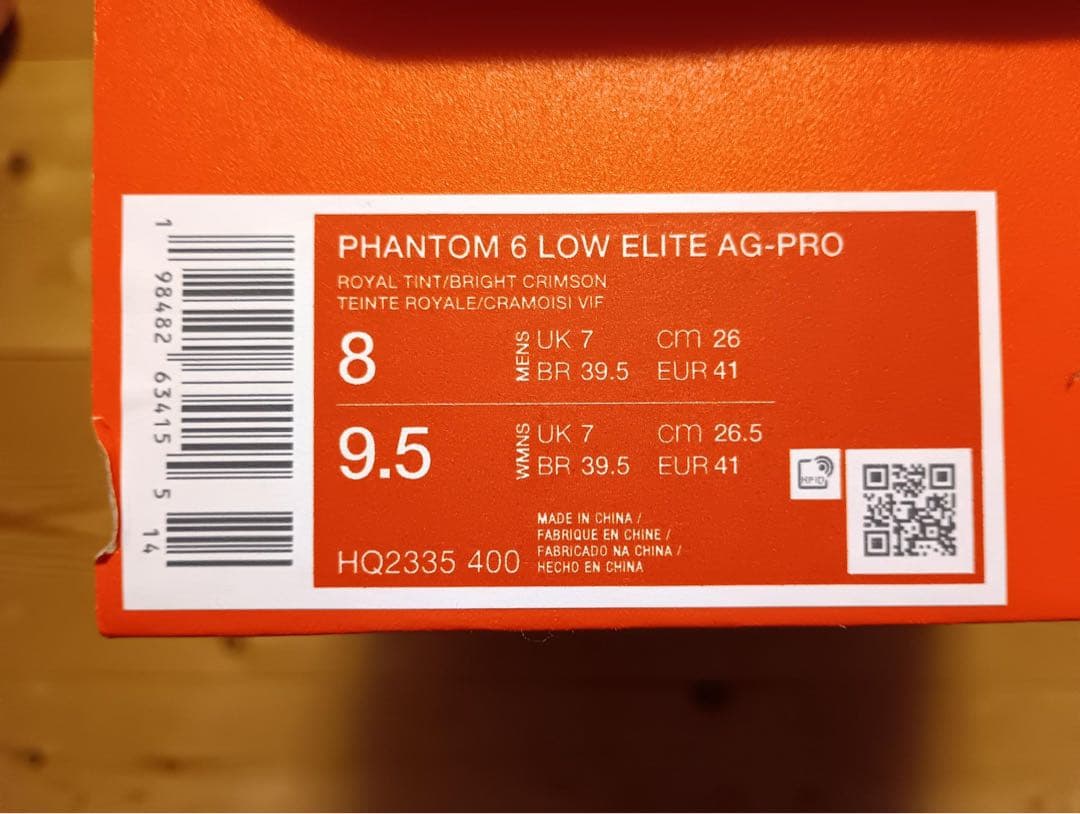 PHANTOM 6 LOW ELITE AG-PRO
ROYAL TINT/BRIGHT CRIMSON
TEINTE ROYALE/CRAMOISI VIF
8
MENS
UK 7 cm 26
BR 39.5 EUR 41
9.5
WMNS
UK 7 cm 26.5
BR 39.5 EUR 41
MADE IN CHINA /
FABRIQUE EN CHINE /
FABRICADO NA CHINA /
HECHO EN CHINA
HQ2335 400
RFID
1 98482 63415 5 14